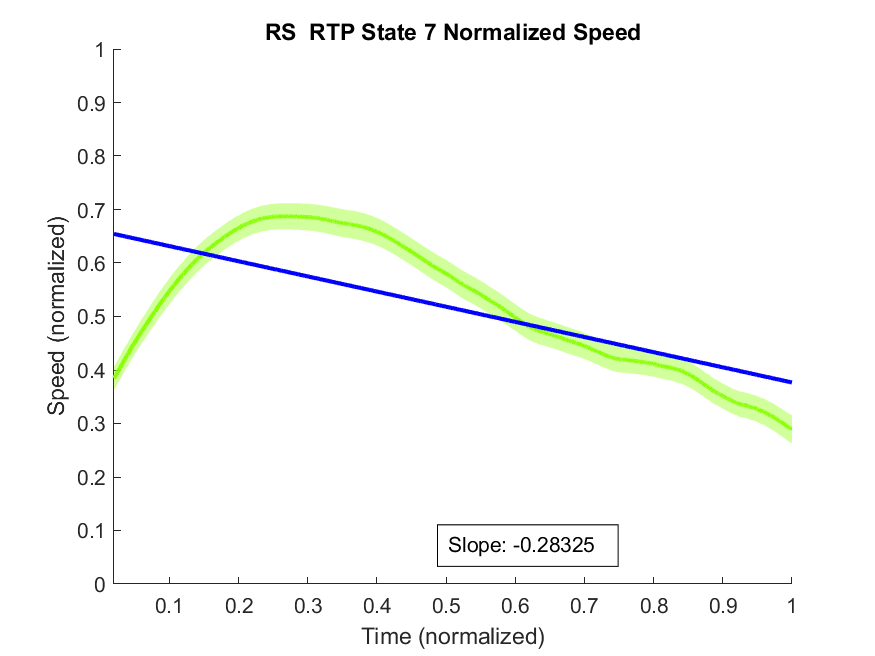 RS  RTP State 7 Normalized Speed
1
0.9
0.8
0.7
0.6
0.5
0.4
0.3
0.2
0.1
0
Speed (normalized)
Slope: -0.28325
0.1 0.2 0.3 0.4 0.5 0.6 0.7 0.8 0.9 1
Time (normalized)